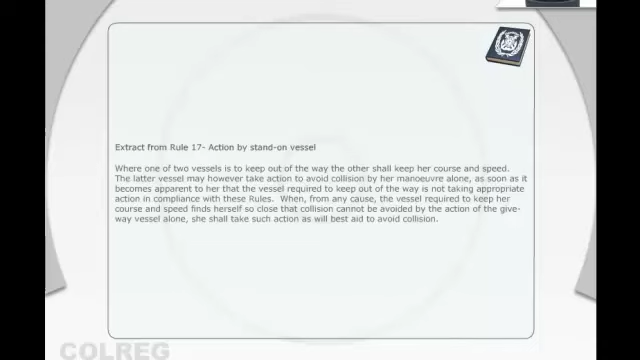 Extract from Rule 17- Action by stand-on vessel
Where one of two vessels is to keep out of the way the other shall keep her course and speed.
The latter vessel may however take action to avoid collision by her manoeuvre alone, as soon as it
becomes apparent to her that the vessel required to keep out of the way is not taking appropriate
action in compliance with these Rules. When, from any cause, the vessel required to keep her
course and speed finds herself so close that collision cannot be avoided by the action of the give-
way vessel alone, she shall take such action as will best aid to avoid collision.
COLREG